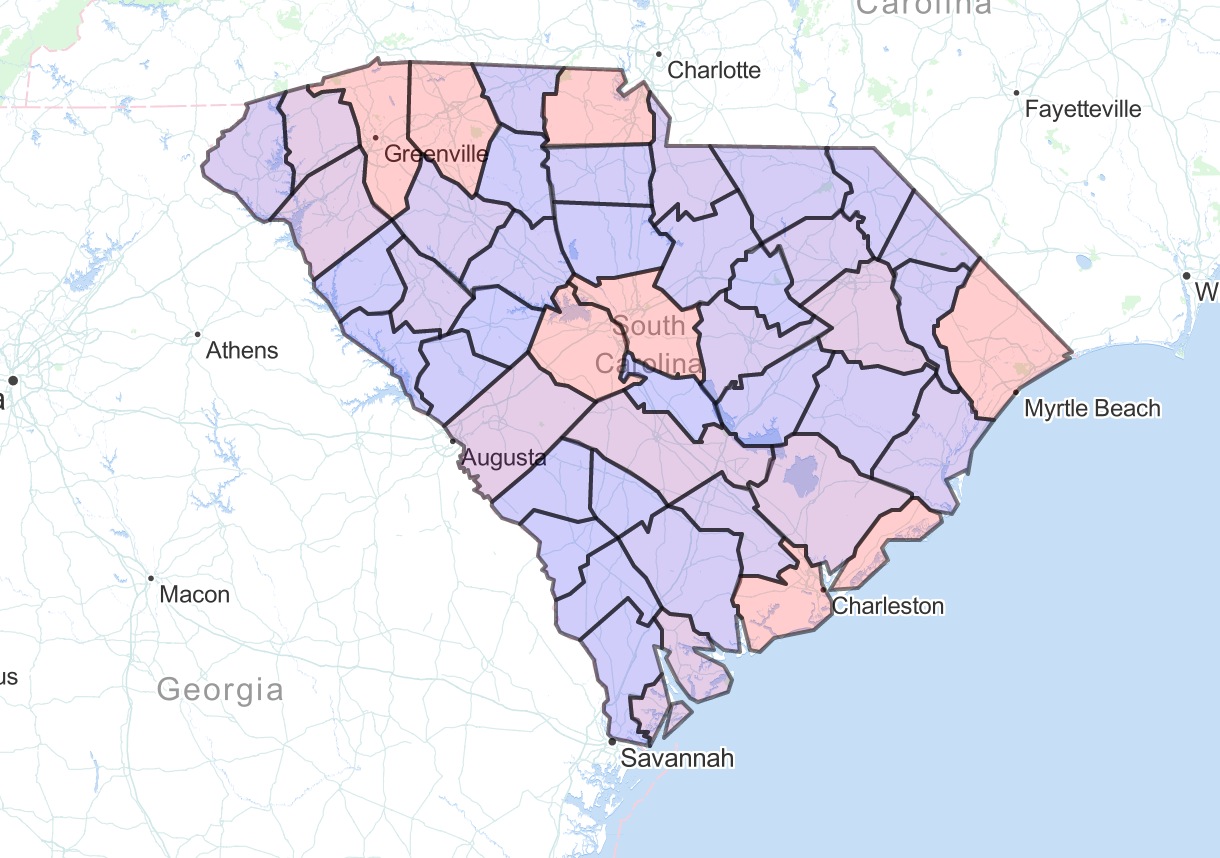 Carolina
Charlotte
Fayetteville
Greenville
W
South
Carolina
Athens
a
Myrtle Beach
Augusta
Macon
Charleston
us
Georgia
Savannah